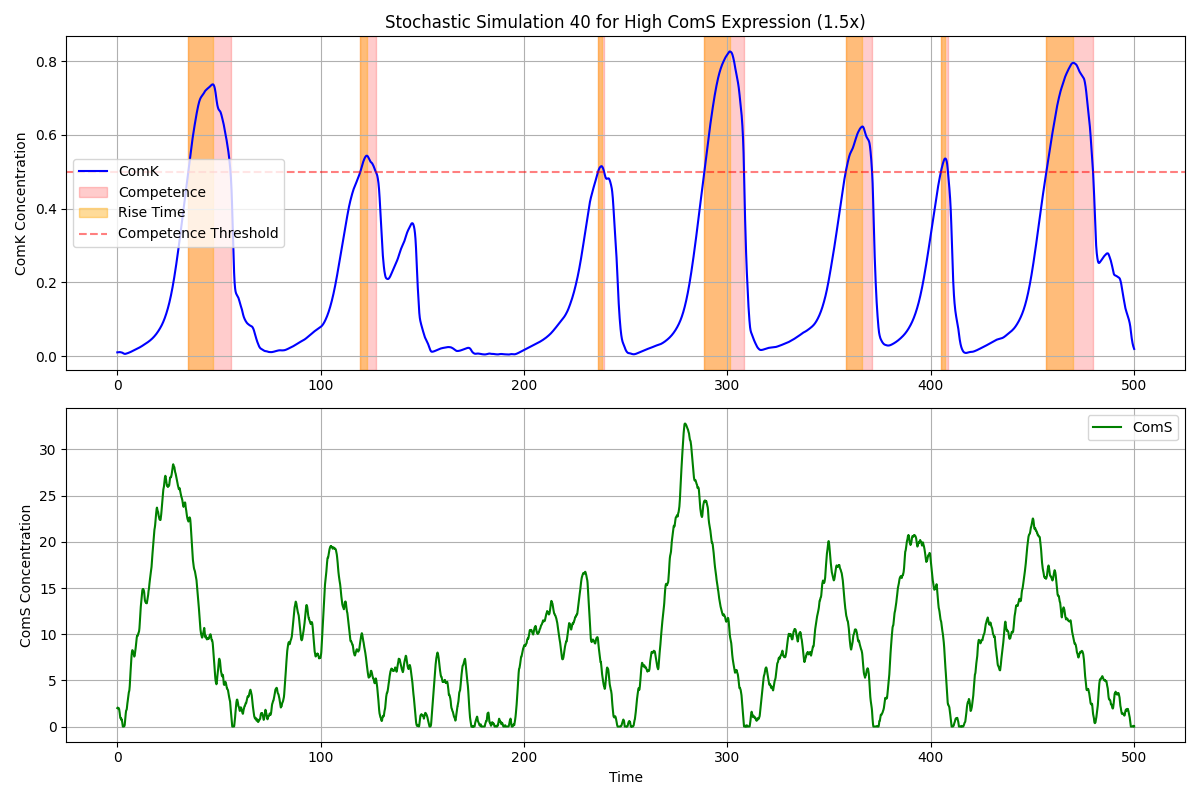 Stochastic Simulation 40 for High ComS Expression (1.5x)
ComK Concentration
0.8
0.6
0.4
0.2
0.0
ComK
Competence
Rise Time
Competence Threshold
0 100 200 300 400 500
ComS Concentration
30
25
20
15
10
5
0
ComS
0 100 200 300 400 500
Time